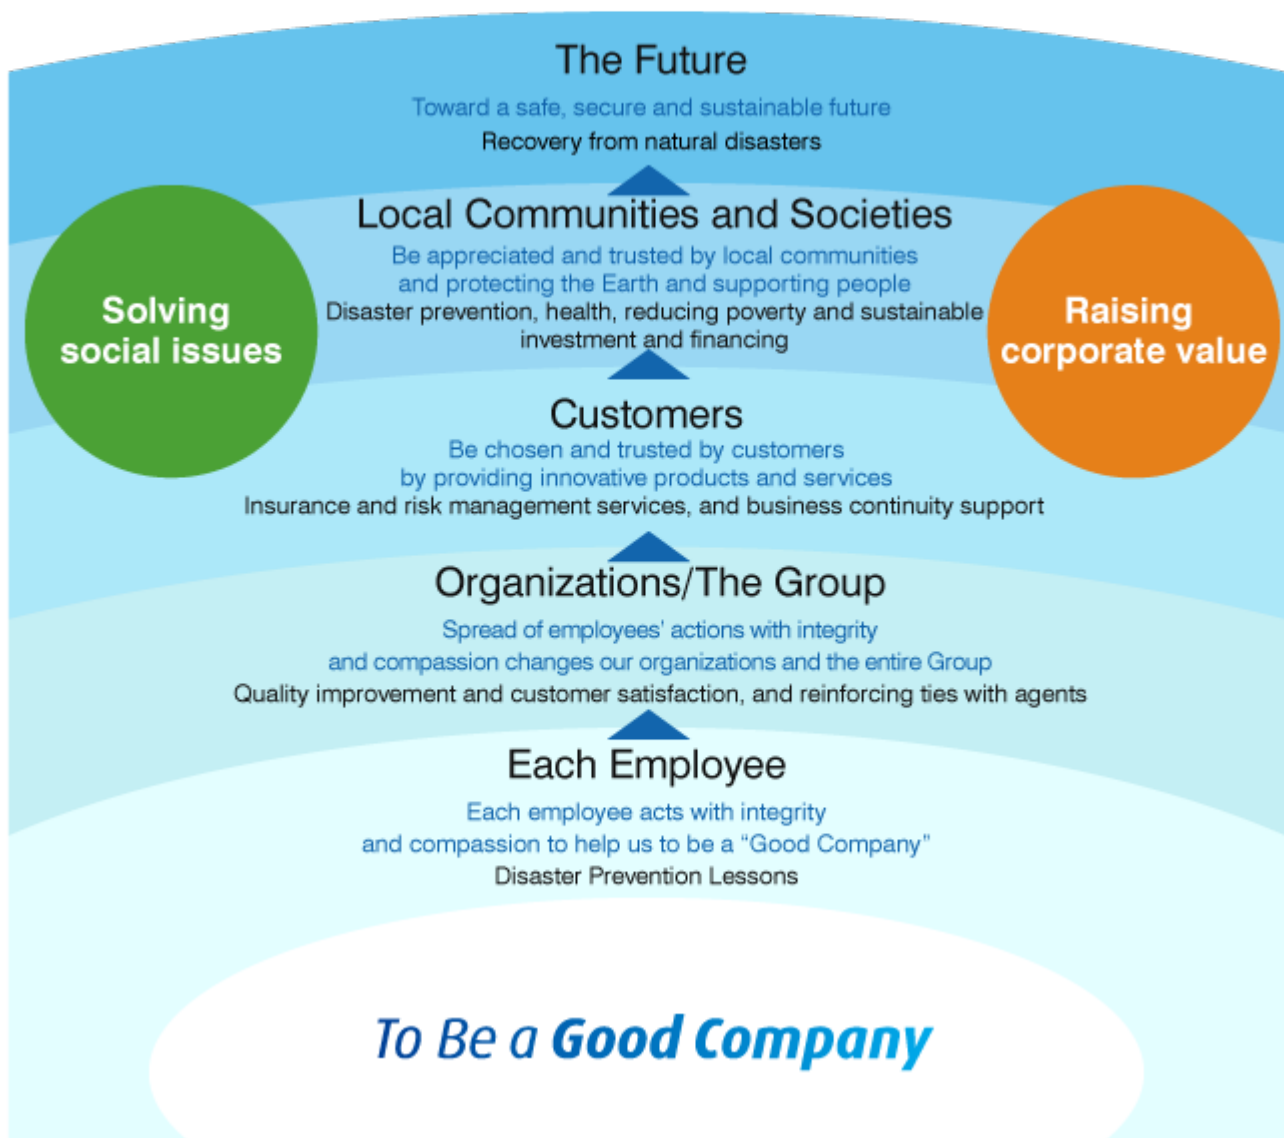 The Future
Toward a safe, secure and sustainable future
Recovery from natural disasters
Local Communities and Societies
Be appreciated and trusted by local communities
and protecting the Earth and supporting people
Disaster prevention, health, reducing poverty and sustainable
investment and financing
Solving
social issues
Raising
corporate value
Customers
Be chosen and trusted by customers
by providing innovative products and services
Insurance and risk management services, and business continuity support
Organizations/The Group
Spread of employees’ actions with integrity
and compassion changes our organizations and the entire Group
Quality improvement and customer satisfaction, and reinforcing ties with agents
Each Employee
Each employee acts with integrity
and compassion to help us to be a “Good Company”
Disaster Prevention Lessons
To Be a Good Company